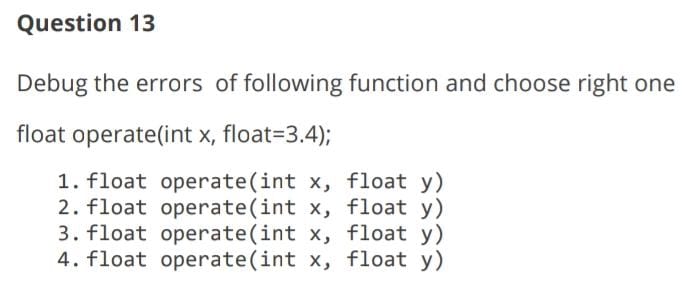 Question 13
Debug the errors of following function and choose right one
float operate(int x, float=3.4);
1. float operate(int x, float y)
2. float operate(int x, float y)
3. float operate(int x, float y)
4. float operate(int x, float y)